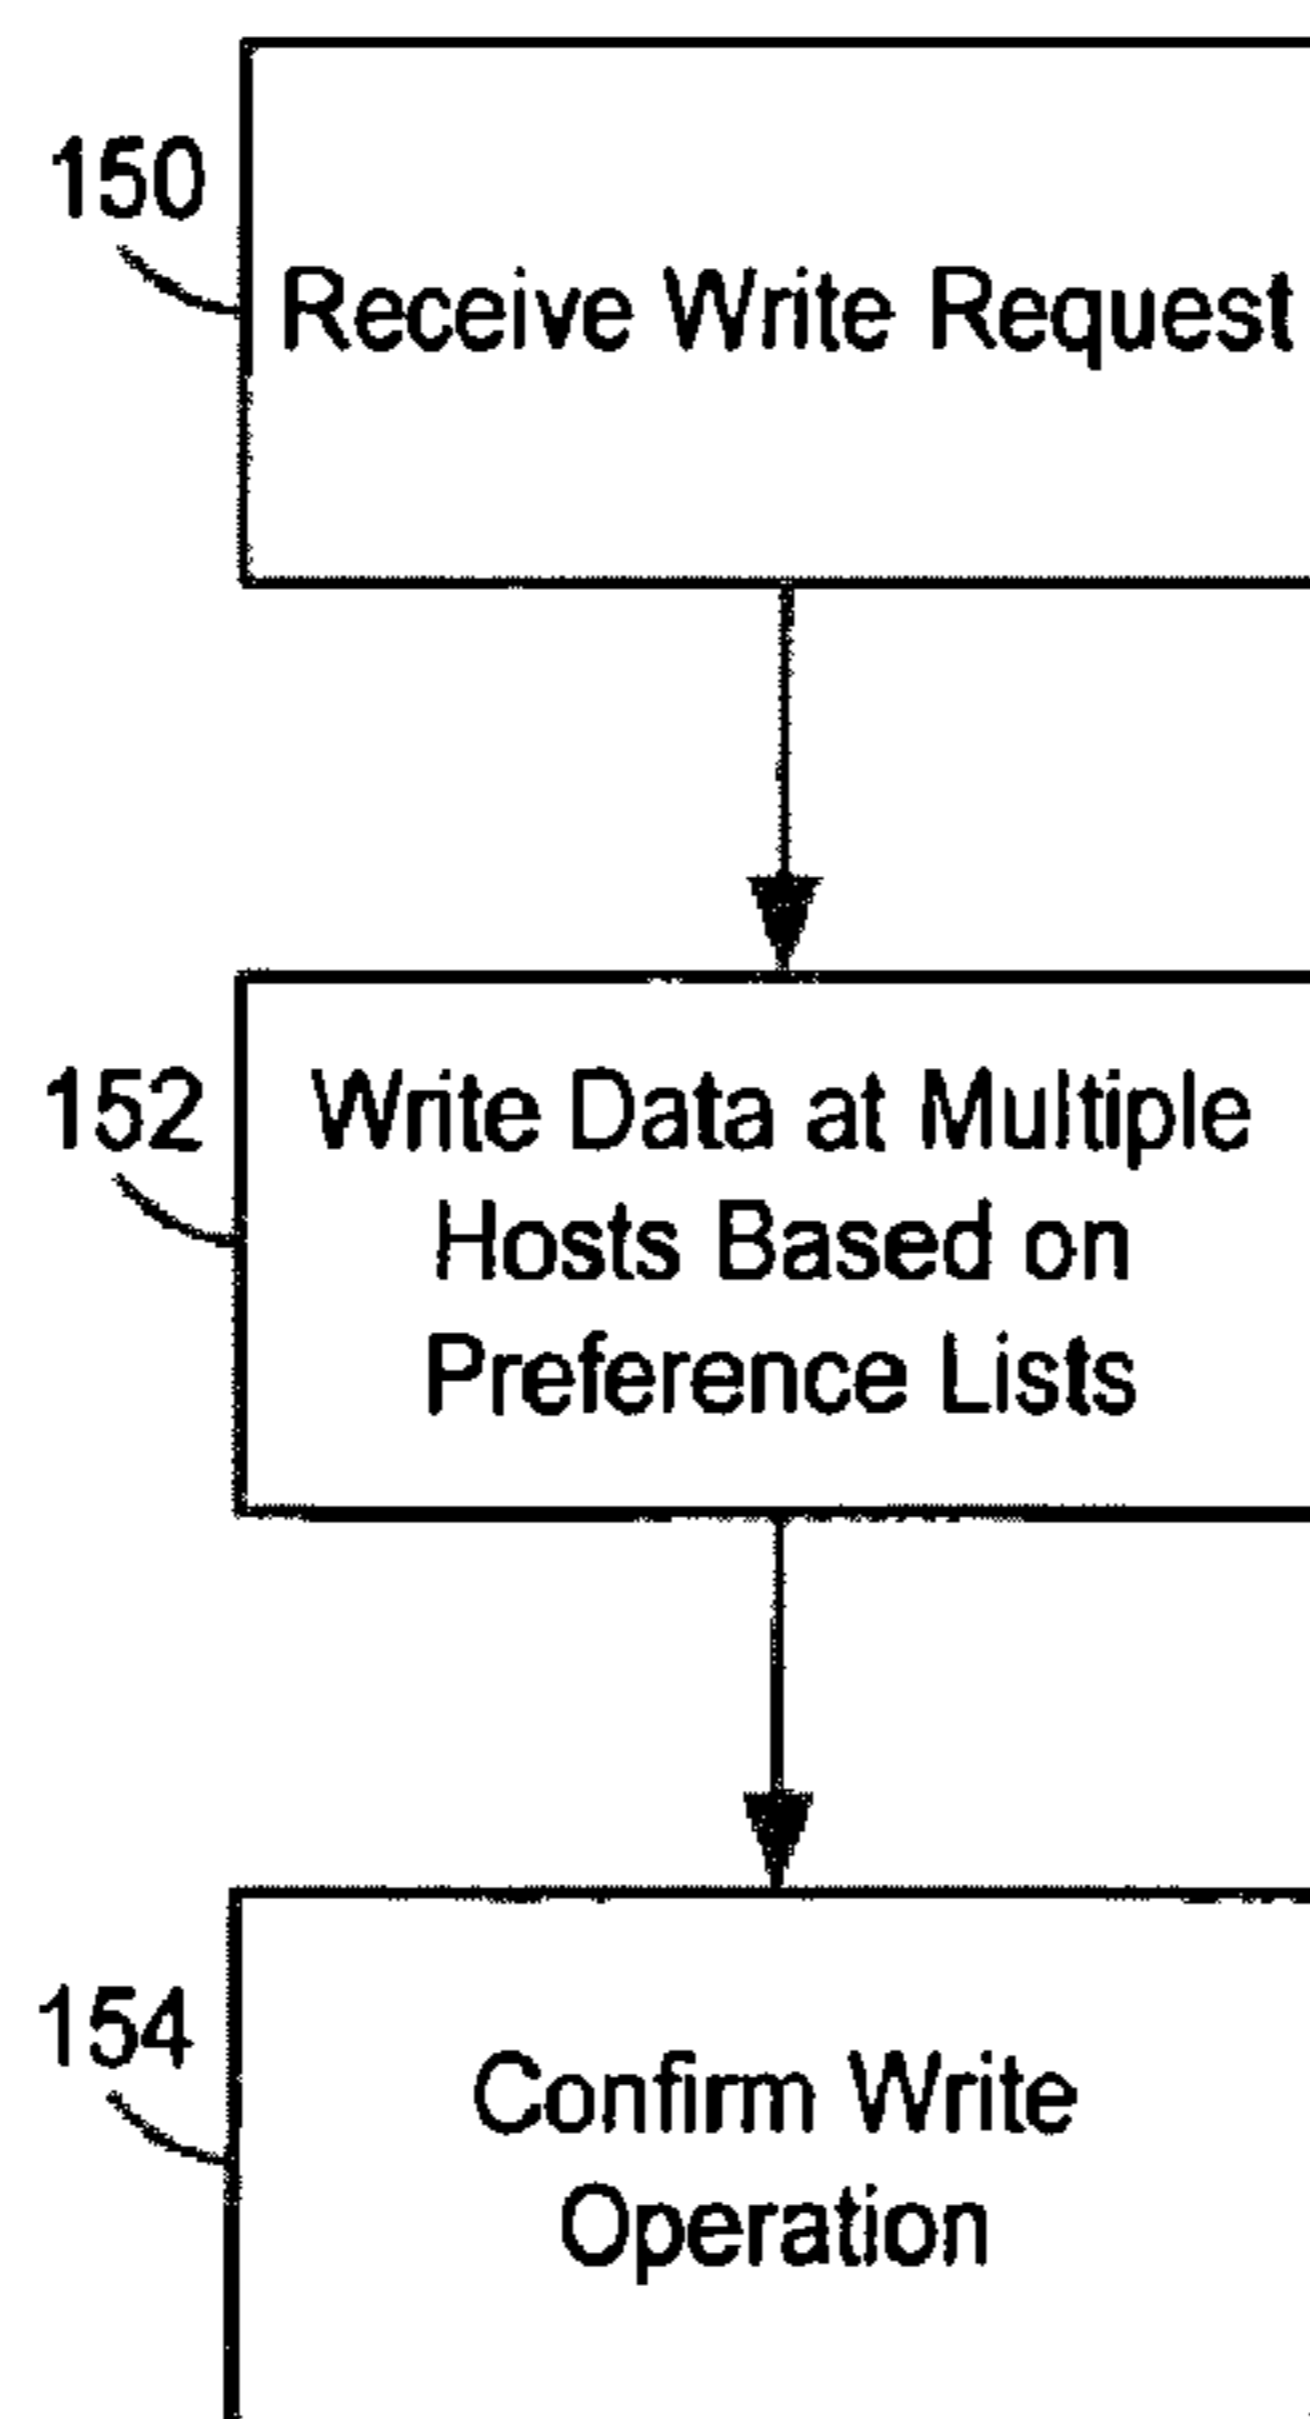 150
Receive Write Request
152
Write Data at Multiple
Hosts Based on
Preference Lists
154
Confirm Write
Operation